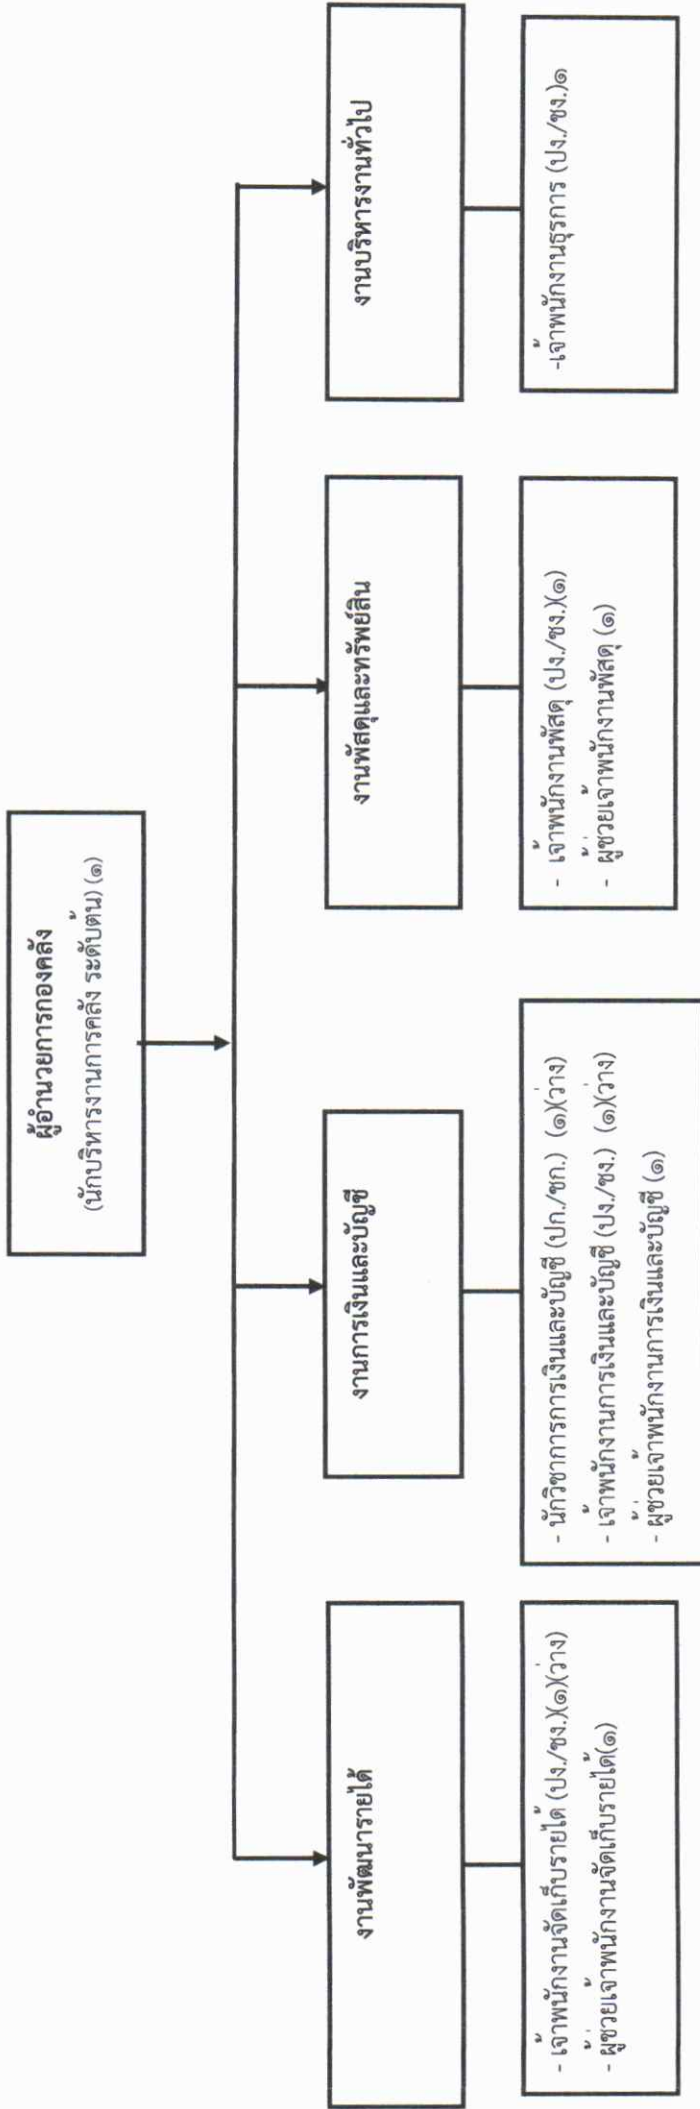 ผู้อำนวยการกองคลัง
(นักบริหารงานการคลัง ระดับต้น) (๑)
งานพัฒนารายได้
งานการเงินและบัญชี
งานพัสดุและทรัพย์สิน
งานบริหารงานทั่วไป
- เจ้าพนักงานจัดเก็บรายได้ (ปง./ชง.)(๑)(ว่าง)
- ผู้ช่วยเจ้าพนักงานจัดเก็บรายได้(๑)
- นักวิชาการการเงินและบัญชี (ปก./ชก.) (๑)(ว่าง)
- เจ้าพนักงานการเงินและบัญชี (ปง./ชง.) (๑)(ว่าง)
- ผู้ช่วยเจ้าพนักงานการเงินและบัญชี (๑)
- เจ้าพนักงานพัสดุ (ปง./ชง.)(๑)
- ผู้ช่วยเจ้าพนักงานพัสดุ (๑)
-เจ้าพนักงานธุรการ (ปง./ชง.)๑